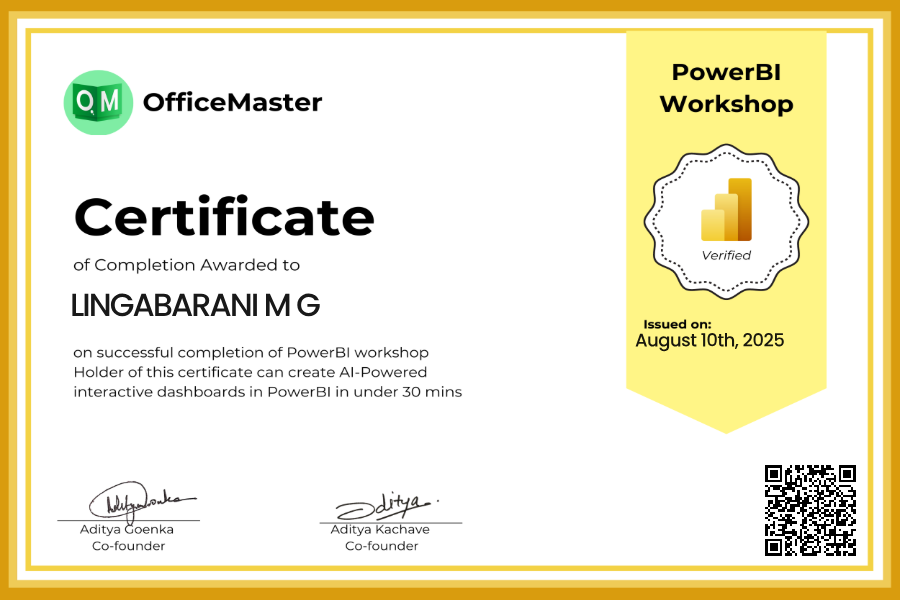 OM OfficeMaster
PowerBI
Workshop
Verified
Issued on:
August 10th, 2025
Certificate
of Completion Awarded to
LINGABARANI M G
on successful completion of PowerBI workshop
Holder of this certificate can create AI-Powered
interactive dashboards in PowerBI in under 30 mins
Aditya Goenka
Co-founder
Aditya
Aditya Kachave
Co-founder